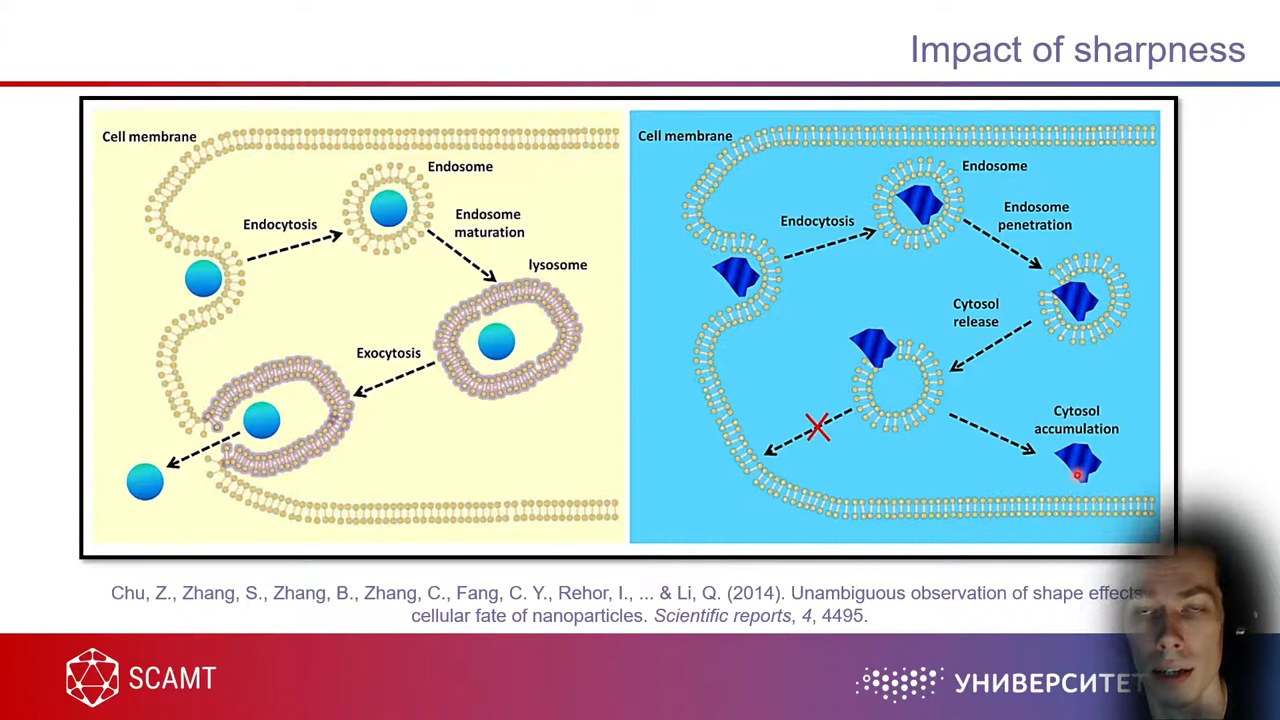 Impact of sharpness
Cell membrane
Endosome
Endocytosis
Endosome
maturation
lysosome
Exocytosis
Cell membrane
Endosome
Endocytosis
Endosome
penetration
Cytosol
release
Cytosol
accumulation
Chu, Z., Zhang, S., Zhang, B., Zhang, C., Fang, C. Y., Rehor, I., ... & Li, Q. (2014). Unambiguous observation of shape effects
cellular fate of nanoparticles. Scientific reports, 4, 4495.
SCAMT
УНИВЕРСИТЕТ